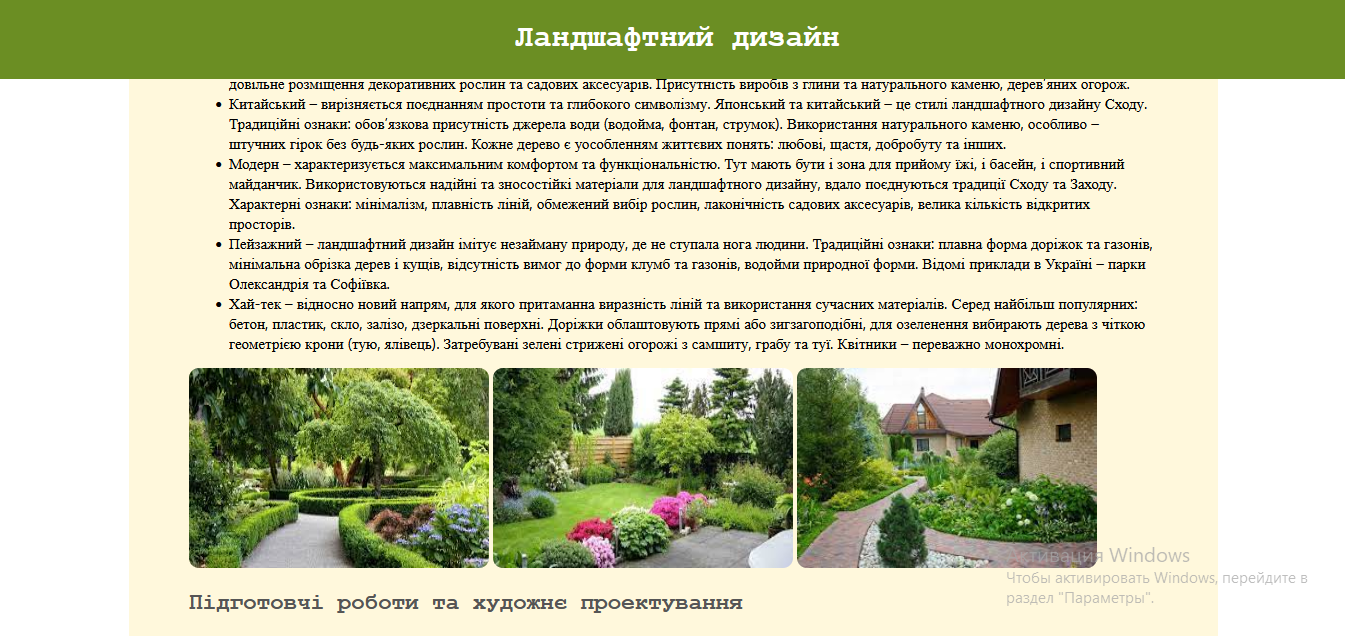 Ландшафтний дизайн
довільне розміщення декоративних рослин та садових аксесуарів. Присутність виробів з глини та натурального каменю, дерев'яних огорож.
Китайський – вирізняється поєднанням простоти та глибокого символізму. Японський та китайський – це стилі ландшафтного дизайну Сходу.
Традиційні ознаки: обов'язкова присутність джерела води (водойма, фонтан, струмок). Використання натурального каменю, особливо –
штучних гірок без будь-яких рослин. Кожне дерево є уособленням життєвих понять: любові, щастя, добробуту та інших.
Модерн – характеризується максимальним комфортом та функціональністю. Тут мають бути і зона для прийому їжі, і басейн, і спортивний
майданчик. Використовуються надійні та зносостійкі матеріали для ландшафтного дизайну, вдало поєднуються традиції Сходу та Заходу.
Характерні ознаки: мінімалізм, плавність ліній, обмежений вибір рослин, лаконічність садових аксесуарів, велика кількість відкритих
просторів.
Пейзажний – ландшафтний дизайн імітує незайману природу, де не ступала нога людини. Традиційні ознаки: плавна форма доріжок та газонів,
мінімальна обрізка дерев і кущів, відсутність вимог до форми клумб та газонів, водойми природної форми. Відомі приклади в Україні – парки
Олександрія та Софіївка.
Хай-тек – відносно новий напрям, для якого притаманна виразність ліній та використання сучасних матеріалів. Серед найбільш популярних:
бетон, пластик, скло, залізо, дзеркальні поверхні. Доріжки облаштовують прямі або зигзагоподібні, для озеленення вибирають дерева з чіткою
геометрією крони (тую, ялівець). Затребувані зелені стрижені огорожі з самшиту, грабу та туї. Квітники – переважно монохромні.
Активация Windows
Чтобы активировать Windows, перейдите в
раздел "Параметры".
Підготовчі роботи та художнє проектування